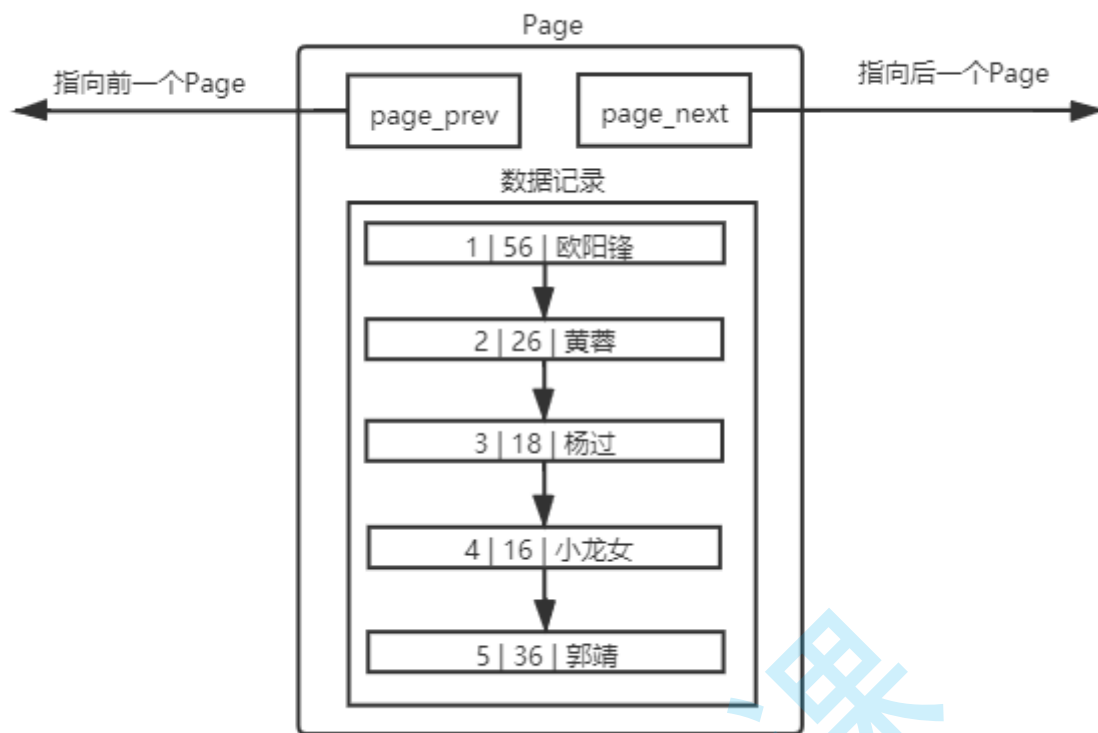 Page
指向前一个Page
指向后一个Page
page_prev
page_next
数据记录
1 | 56 | 欧阳锋
2 | 26 | 黄蓉
3 | 18 | 杨过
4 | 16 | 小龙女
5 | 36 | 郭靖